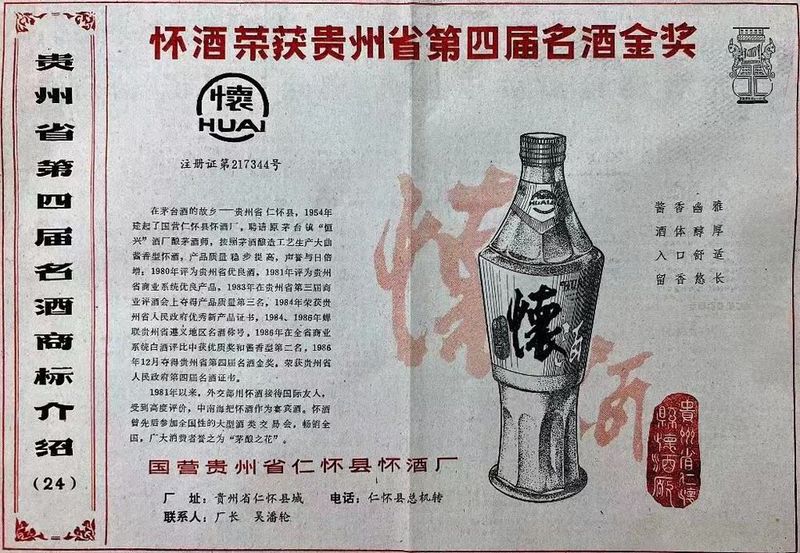 怀酒荣获贵州省第四届名酒金奖
贵州省第四届名酒商标介绍
(24)
懷
HUAI
注册证第217344号
在茅台酒的故乡——贵州省仁怀县，1954年
建起了国营仁怀县怀酒厂，聘请原茅台镇“恒
兴”酒厂酿茅酒师，按照茅酒酿造工艺生产大曲
酱香型怀酒，产品质量稳步提高，声誉与日俱
增；1980年评为贵州省优良酒，1981年评为贵州
省商业系统优良产品，1983年在贵州省第三届商
业评酒会上夺得产品质量第三名，1984年荣获贵州
省人民政府优秀新产品证书，1984、1986年蝉
联贵州省遵义地区名酒称号，1986年在全省商业
系统白酒评比中获优质奖和酱香型第二名，1986
年12月夺得贵州省第四届名酒金奖。荣获贵州省
人民政府第四届名酒证书。
1981年以来，外交部用怀酒接待国际友人，
受到高度评价，中南海把怀酒作为宴宾酒。怀酒
曾先后参加全国性的大型酒类交易会，畅销全
国，广大消费者誉之为“茅酿之花”。
国营贵州省仁怀县怀酒厂
厂 址：贵州省仁怀县城 电话：仁怀县总机转
联系人：厂长 吴潘轮
懷酒
HUAI
懷酒
酱香幽雅
酒体醇厚
入口舒适
留香悠长
貴州省仁懷
縣懷酒厰